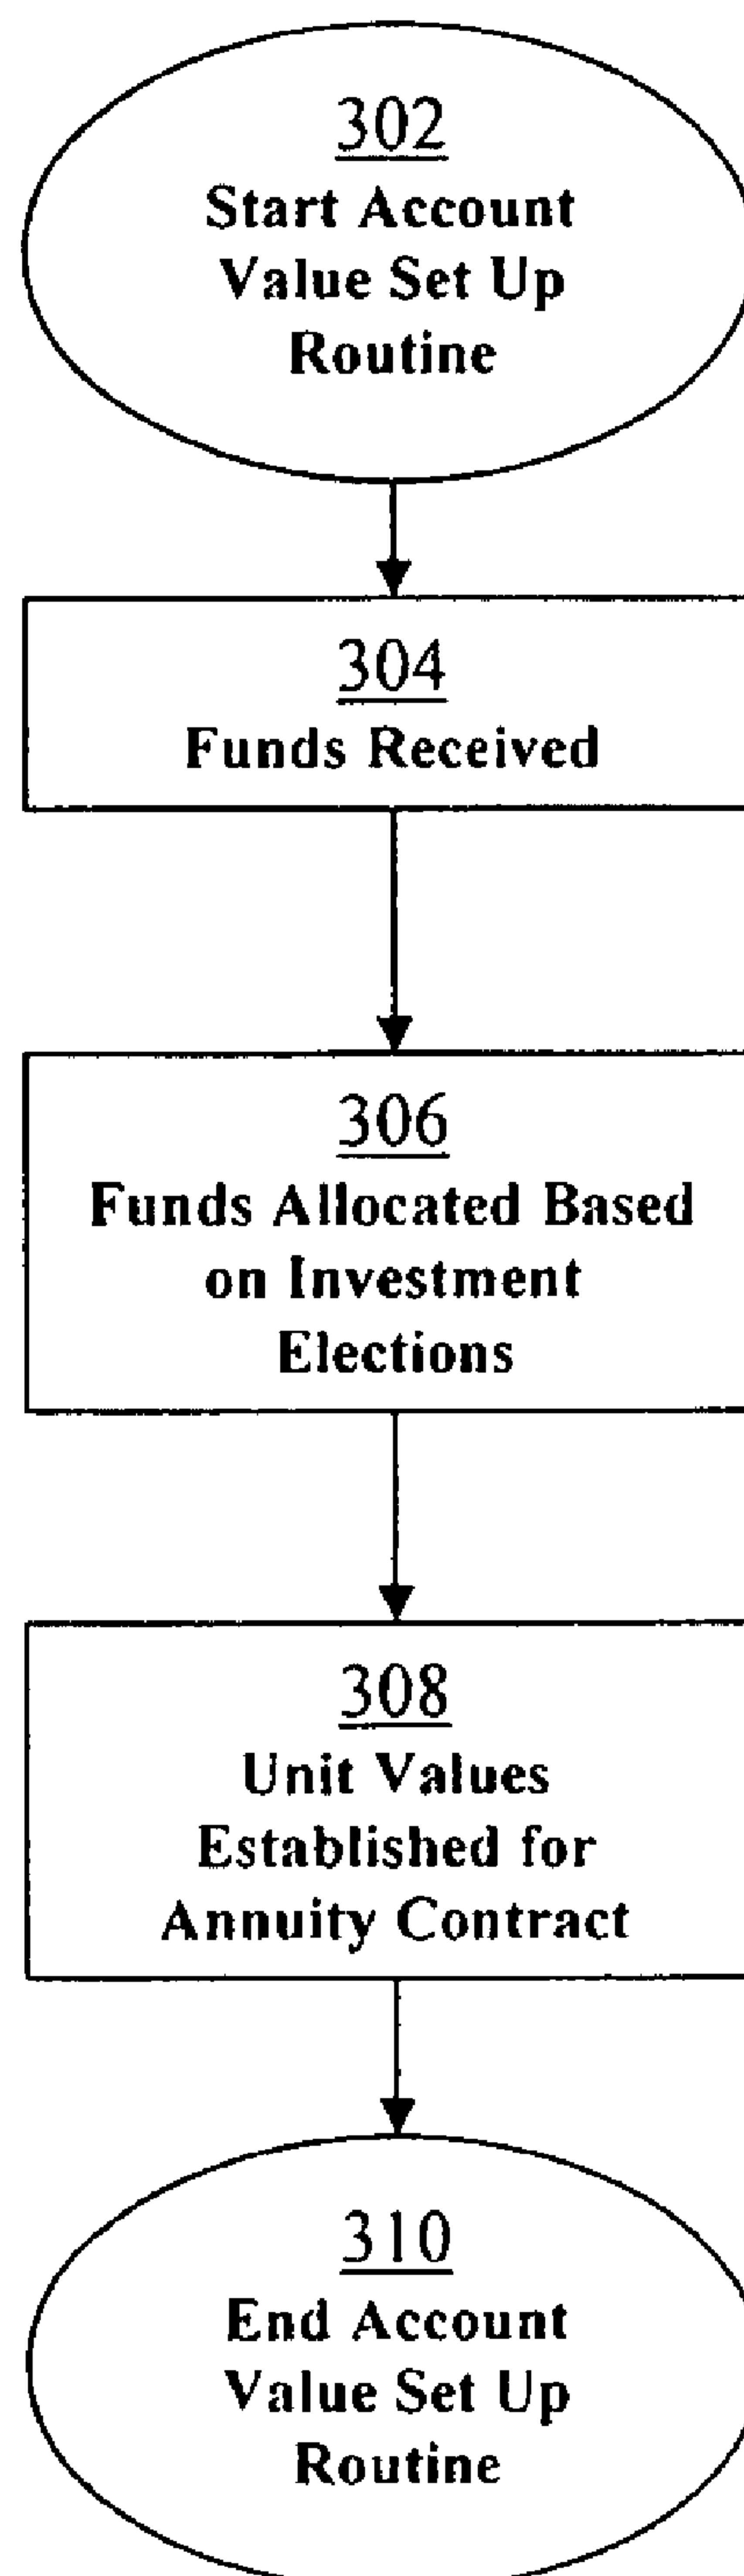 302
Start Account
Value Set Up
Routine
304
Funds Received
306
Funds Allocated Based
on Investment
Elections
308
Unit Values
Established for
Annuity Contract
310
End Account
Value Set Up
Routine